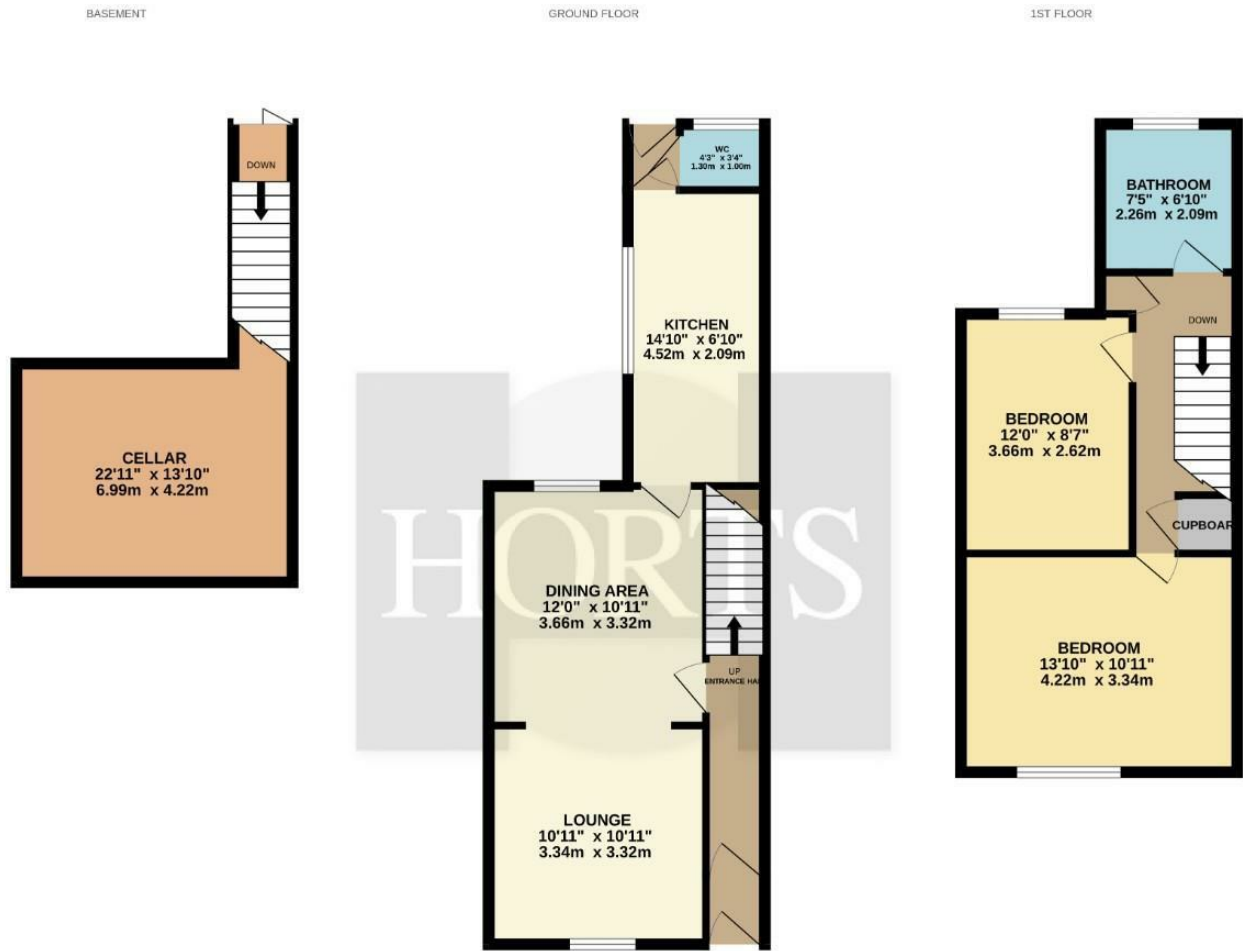 BASEMENT
GROUND FLOOR
1ST FLOOR
DOWN
CELLAR
22'11" x 13'10"
6.99m x 4.22m
WC
4'3" x 3'4"
1.30m x 1.00m
KITCHEN
14'10" x 6'10"
4.52m x 2.09m
HORTS
DINING AREA
12'0" x 10'11"
3.66m x 3.32m
UP
ENTRANCE HA
LOUNGE
10'11" x 10'11"
3.34m x 3.32m
BATHROOM
7'5" x 6'10"
2.26m x 2.09m
DOWN
BEDROOM
12'0" x 8'7"
3.66m x 2.62m
CUPBOAR
BEDROOM
13'10" x 10'11"
4.22m x 3.34m